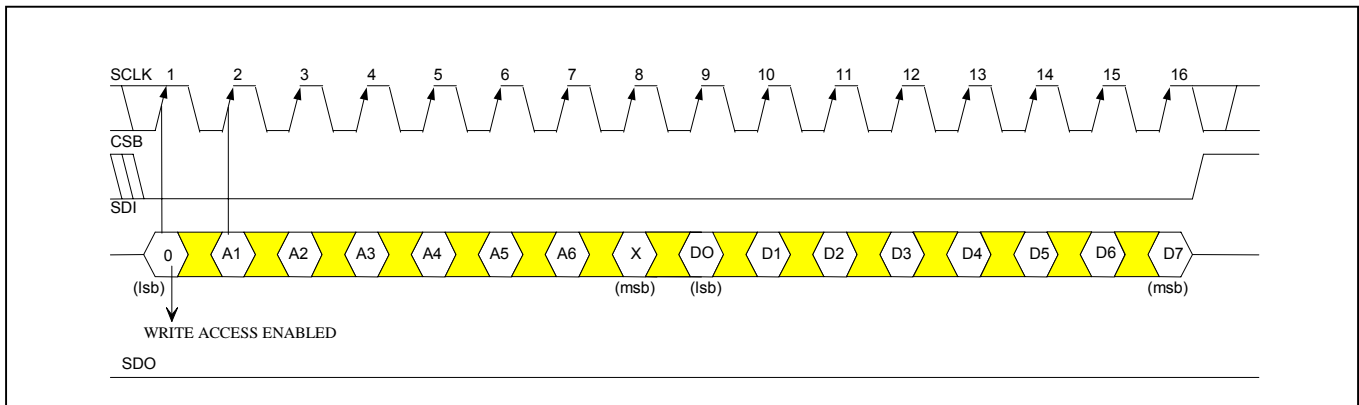 SCLK 1 2 3 4 5 6 7 8 9 10 11 12 13 14 15 16
CSB
SDI
0 A1 A2 A3 A4 A5 A6 X DO D1 D2 D3 D4 D5 D6 D7
(lsb) (msb) (lsb) (msb)
WRITE ACCESS ENABLED
SDO